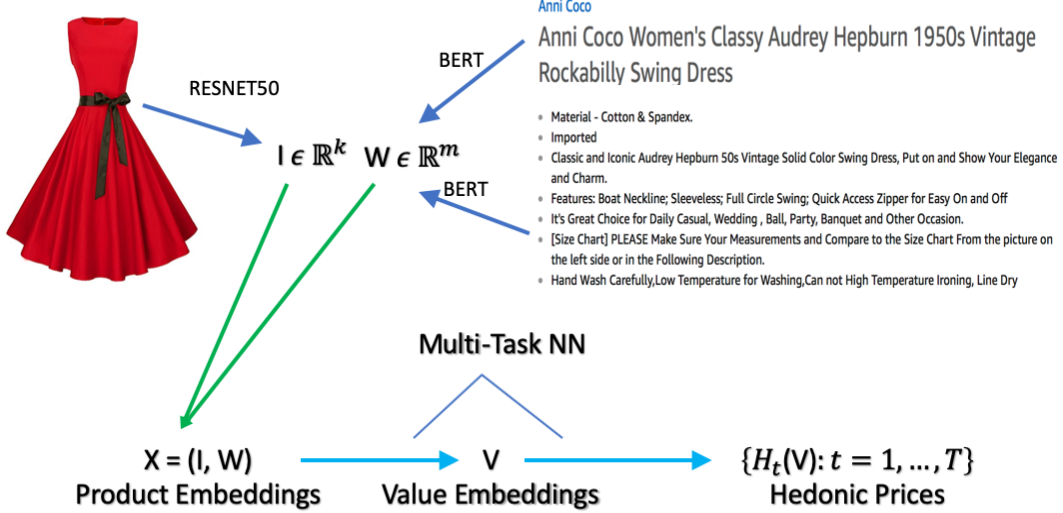 Anni Coco
Anni Coco Women's Classy Audrey Hepburn 1950s Vintage
Rockabilly Swing Dress
BERT
RESNET50
Material - Cotton & Spandex.
Imported
Classic and Iconic Audrey Hepburn 50s Vintage Solid Color Swing Dress, Put on and Show Your Elegance
and Charm.
I ϵ ℝ^k W ϵ ℝ^m
BERT
Features: Boat Neckline; Sleeveless; Full Circle Swing; Quick Access Zipper for Easy On and Off
It's Great Choice for Daily Casual, Wedding , Ball, Party, Banquet and Other Occasion.
[Size Chart] PLEASE Make Sure Your Measurements and Compare to the Size Chart From the picture on
the left side or in the Following Description.
Hand Wash Carefully,Low Temperature for Washing,Can not High Temperature Ironing, Line Dry
Multi-Task NN
X = (I, W)
Product Embeddings
V
Value Embeddings
{H_t(V): t = 1, ..., T}
Hedonic Prices